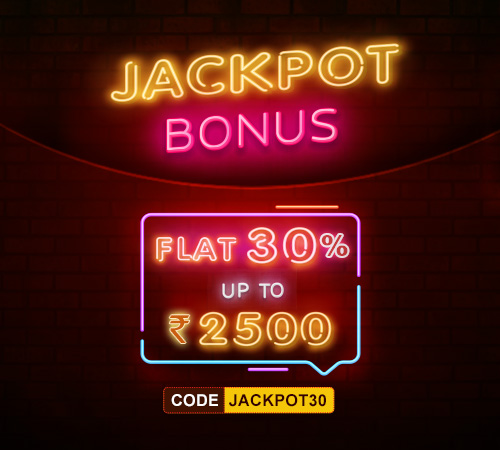 JACKPOT
BONUS
FLAT 30%
UP TO
₹2500
CODE JACKPOT30